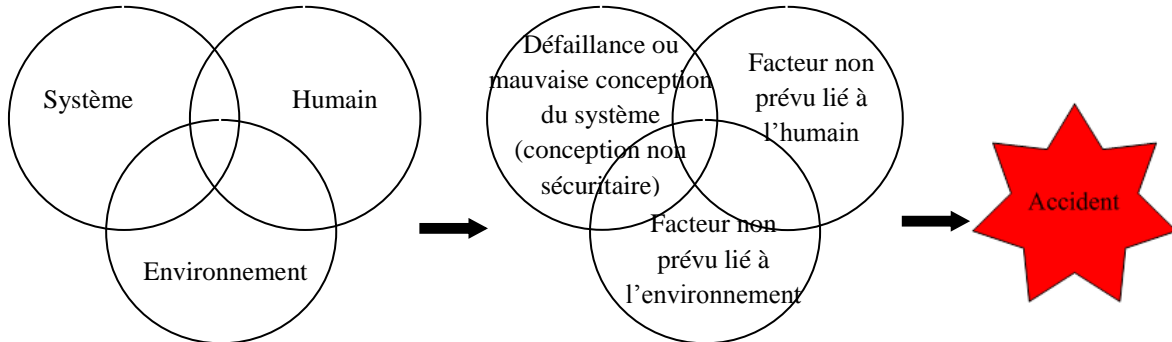 Système
Humain
Environnement
Défaillance ou
mauvaise conception
du système
(conception non
sécuritaire)
Facteur non
prévu lié à
l’humain
Facteur non
prévu lié à
l’environnement
Accident